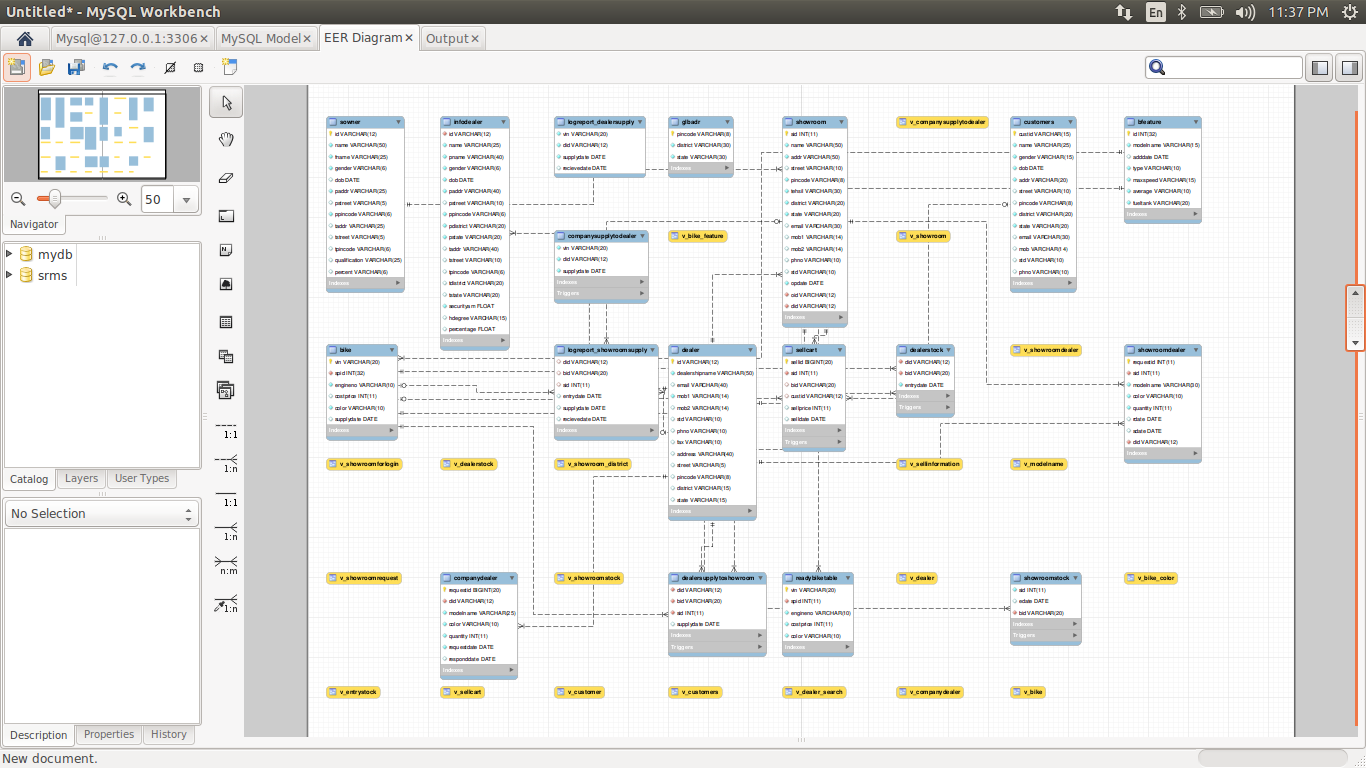 Untitled* - MySQL Workbench
En
11:37 PM
Mysql@127.0.0.1:3306
MySQL Model
EER Diagram
Output
50
Navigator
mydb
srms
Catalog
Layers
User Types
No Selection
Description
Properties
History
New document.
1:1
1:n
1:1
1:n
n:m
1:n
sowner
id VARCHAR(12)
name VARCHAR(50)
fname VARCHAR(25)
gender VARCHAR(6)
dob DATE
paddr VARCHAR(25)
pstreet VARCHAR(5)
ppincode VARCHAR(6)
taddr VARCHAR(25)
tstreet VARCHAR(5)
tpincode VARCHAR(6)
qualification VARCHAR(25)
percent VARCHAR(6)
Indexes
infodealer
id VARCHAR(12)
name VARCHAR(25)
pname VARCHAR(40)
gender VARCHAR(6)
dob DATE
paddr VARCHAR(40)
pstreet VARCHAR(10)
ppincode VARCHAR(6)
pdistrict VARCHAR(20)
pstate VARCHAR(20)
taddr VARCHAR(40)
tstreet VARCHAR(10)
tpincode VARCHAR(6)
tdistrict VARCHAR(20)
tstate VARCHAR(20)
securityam FLOAT
hdegree VARCHAR(15)
percentage FLOAT
Indexes
logreport_dealersupply
vin VARCHAR(20)
did VARCHAR(12)
supplydate DATE
recievedate DATE
glbadr
pincode VARCHAR(8)
district VARCHAR(30)
state VARCHAR(30)
Indexes
showroom
sid INT(11)
name VARCHAR(50)
addr VARCHAR(50)
street VARCHAR(10)
pincode VARCHAR(8)
tehsil VARCHAR(30)
district VARCHAR(20)
state VARCHAR(20)
email VARCHAR(30)
mob1 VARCHAR(14)
mob2 VARCHAR(14)
phno VARCHAR(10)
std VARCHAR(10)
opdate DATE
oid VARCHAR(12)
did VARCHAR(12)
Indexes
v_companysupplytodealer
customers
custid VARCHAR(15)
name VARCHAR(25)
gender VARCHAR(15)
dob DATE
addr VARCHAR(20)
street VARCHAR(10)
pincode VARCHAR(8)
district VARCHAR(20)
state VARCHAR(20)
email VARCHAR(30)
mob VARCHAR(14)
std VARCHAR(10)
phno VARCHAR(10)
Indexes
bfeature
id INT(32)
modelname VARCHAR(15)
adddate DATE
type VARCHAR(10)
maxspeed VARCHAR(15)
average VARCHAR(10)
fueltank VARCHAR(20)
Indexes
companysupplytodealer
vin VARCHAR(20)
did VARCHAR(12)
supplydate DATE
Indexes
Triggers
v_bike_feature
v_showroom
bike
vin VARCHAR(20)
spid INT(32)
engineno VARCHAR(10)
costprice INT(11)
color VARCHAR(10)
supplydate DATE
Indexes
logreport_showroomsupply
did VARCHAR(12)
bid VARCHAR(20)
sid INT(11)
entrydate DATE
supplydate DATE
recievedate DATE
Indexes
dealer
id VARCHAR(12)
dealershipname VARCHAR(50)
email VARCHAR(40)
mob1 VARCHAR(14)
mob2 VARCHAR(14)
std VARCHAR(10)
phno VARCHAR(10)
fax VARCHAR(10)
address VARCHAR(40)
street VARCHAR(5)
pincode VARCHAR(8)
district VARCHAR(15)
state VARCHAR(15)
Indexes
sellcart
sellid BIGINT(20)
sid INT(11)
bid VARCHAR(20)
custid VARCHAR(12)
sellprice INT(11)
selldate DATE
Indexes
Triggers
dealerstock
did VARCHAR(12)
bid VARCHAR(20)
entrydate DATE
Indexes
Triggers
v_showroomdealer
showroomdealer
requestid INT(11)
sid INT(11)
modelname VARCHAR(30)
color VARCHAR(10)
quantity INT(11)
rdate DATE
sdate DATE
did VARCHAR(12)
Indexes
v_showroomforlogin
v_dealerstock
v_showroom_district
v_sellinformation
v_modelname
v_showroomrequest
companydealer
requestid BIGINT(20)
did VARCHAR(12)
modelname VARCHAR(25)
color VARCHAR(10)
quantity INT(11)
requestdate DATE
responddate DATE
Indexes
v_showroomstock
dealersupplytoshowroom
did VARCHAR(12)
bid VARCHAR(20)
sid INT(11)
supplydate DATE
Indexes
Triggers
readybiketable
vin VARCHAR(20)
spid INT(11)
engineno VARCHAR(10)
costprice INT(11)
color VARCHAR(10)
Indexes
v_dealer
showroomstock
sid INT(11)
edate DATE
bid VARCHAR(20)
Indexes
Triggers
v_bike_color
v_entrystock
v_sellcart
v_customer
v_customers
v_dealer_search
v_companydealer
v_bike